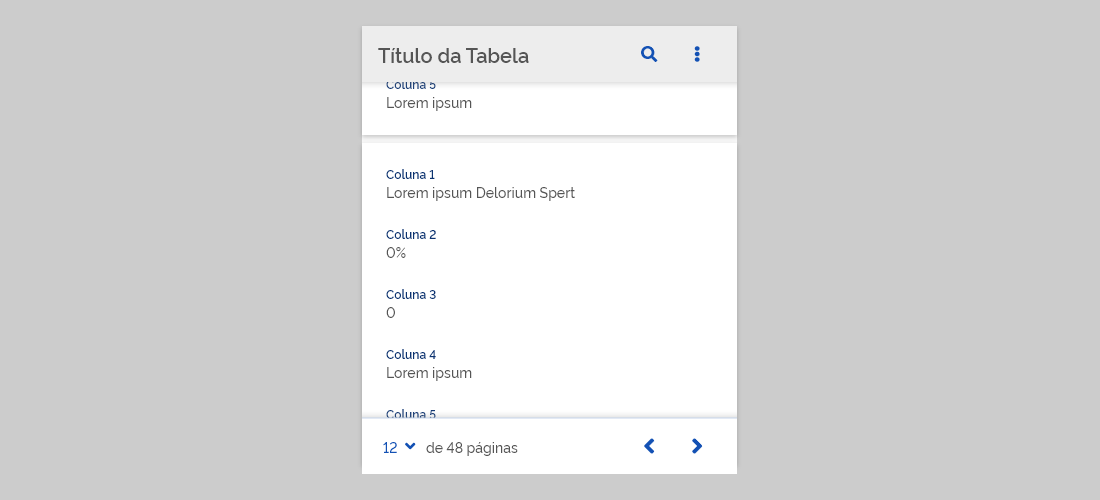 Título da Tabela
Coluna 5
Lorem ipsum
Coluna 1
Lorem ipsum Delorium Spert
Coluna 2
0%
Coluna 3
0
Coluna 4
Lorem ipsum
Coluna 5
12 de 48 páginas